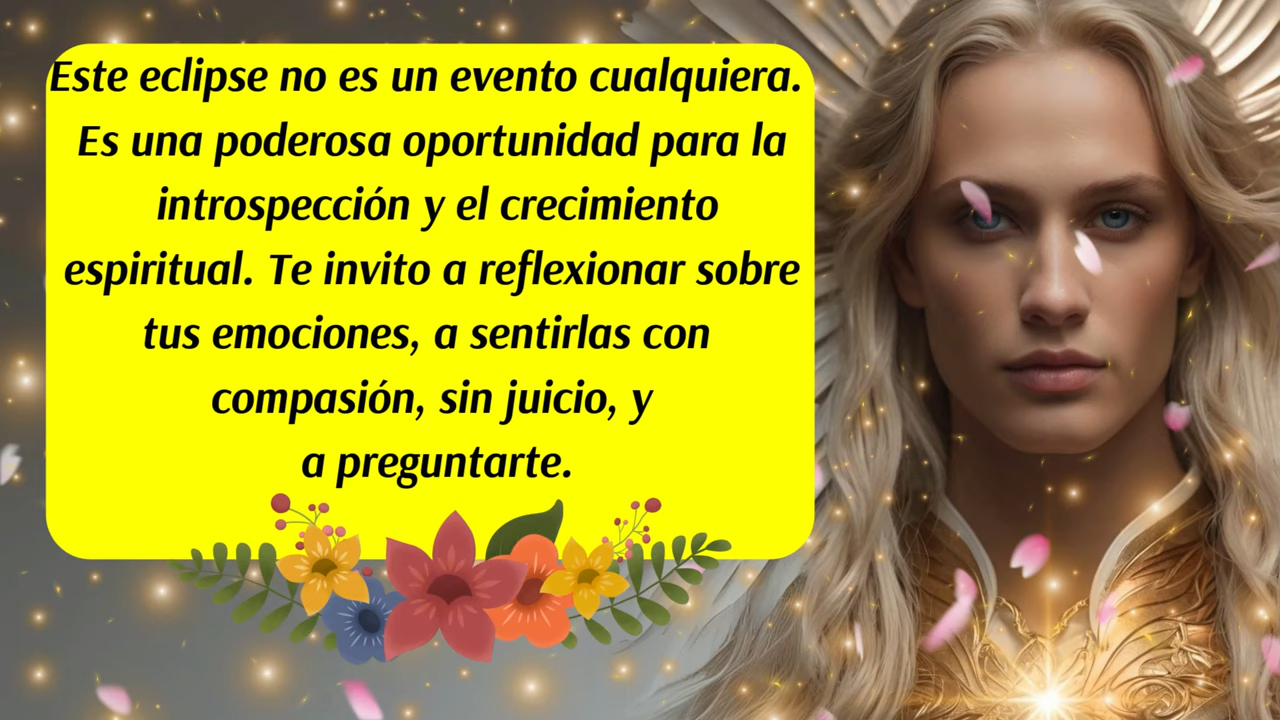 Este eclipse no es un evento cualquiera.
Es una poderosa oportunidad para la
introspección y el crecimiento
espiritual. Te invito a reflexionar sobre
tus emociones, a sentirlas con
compasión, sin juicio, y
a preguntarte.